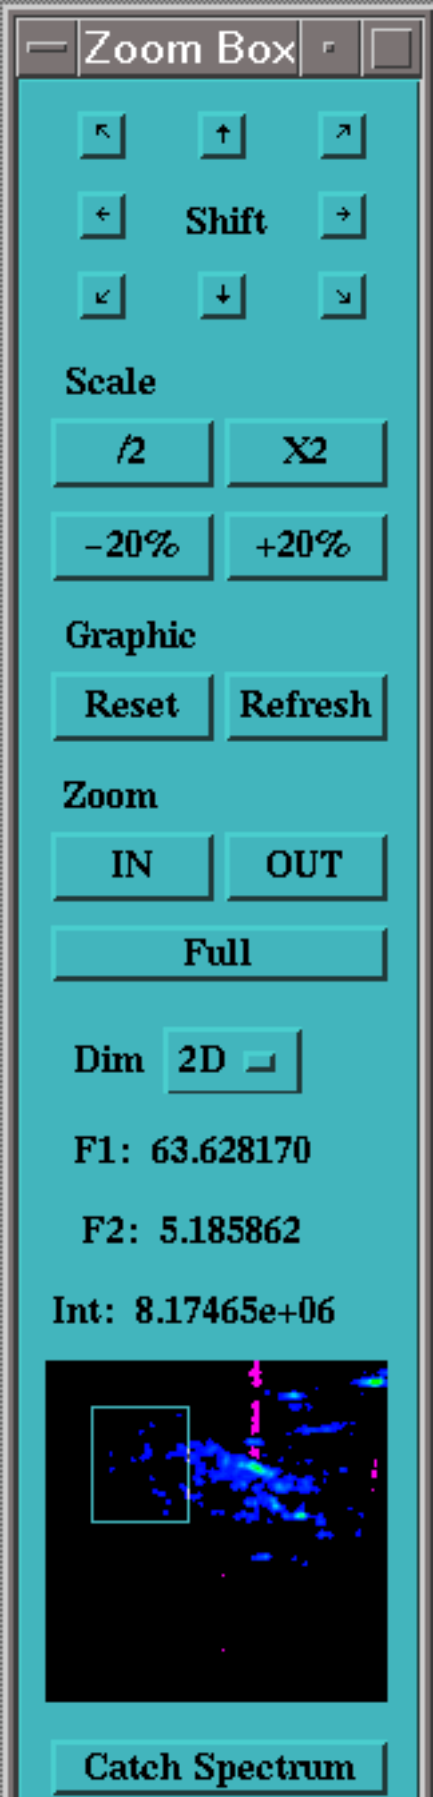 Zoom Box
↖ ↑ ↗
← Shift →
↙ ↓ ↘
Scale
/2 X2
-20% +20%
Graphic
Reset Refresh
Zoom
IN OUT
Full
Dim 2D
F1: 63.628170
F2: 5.185862
Int: 8.17465e+06
Catch Spectrum